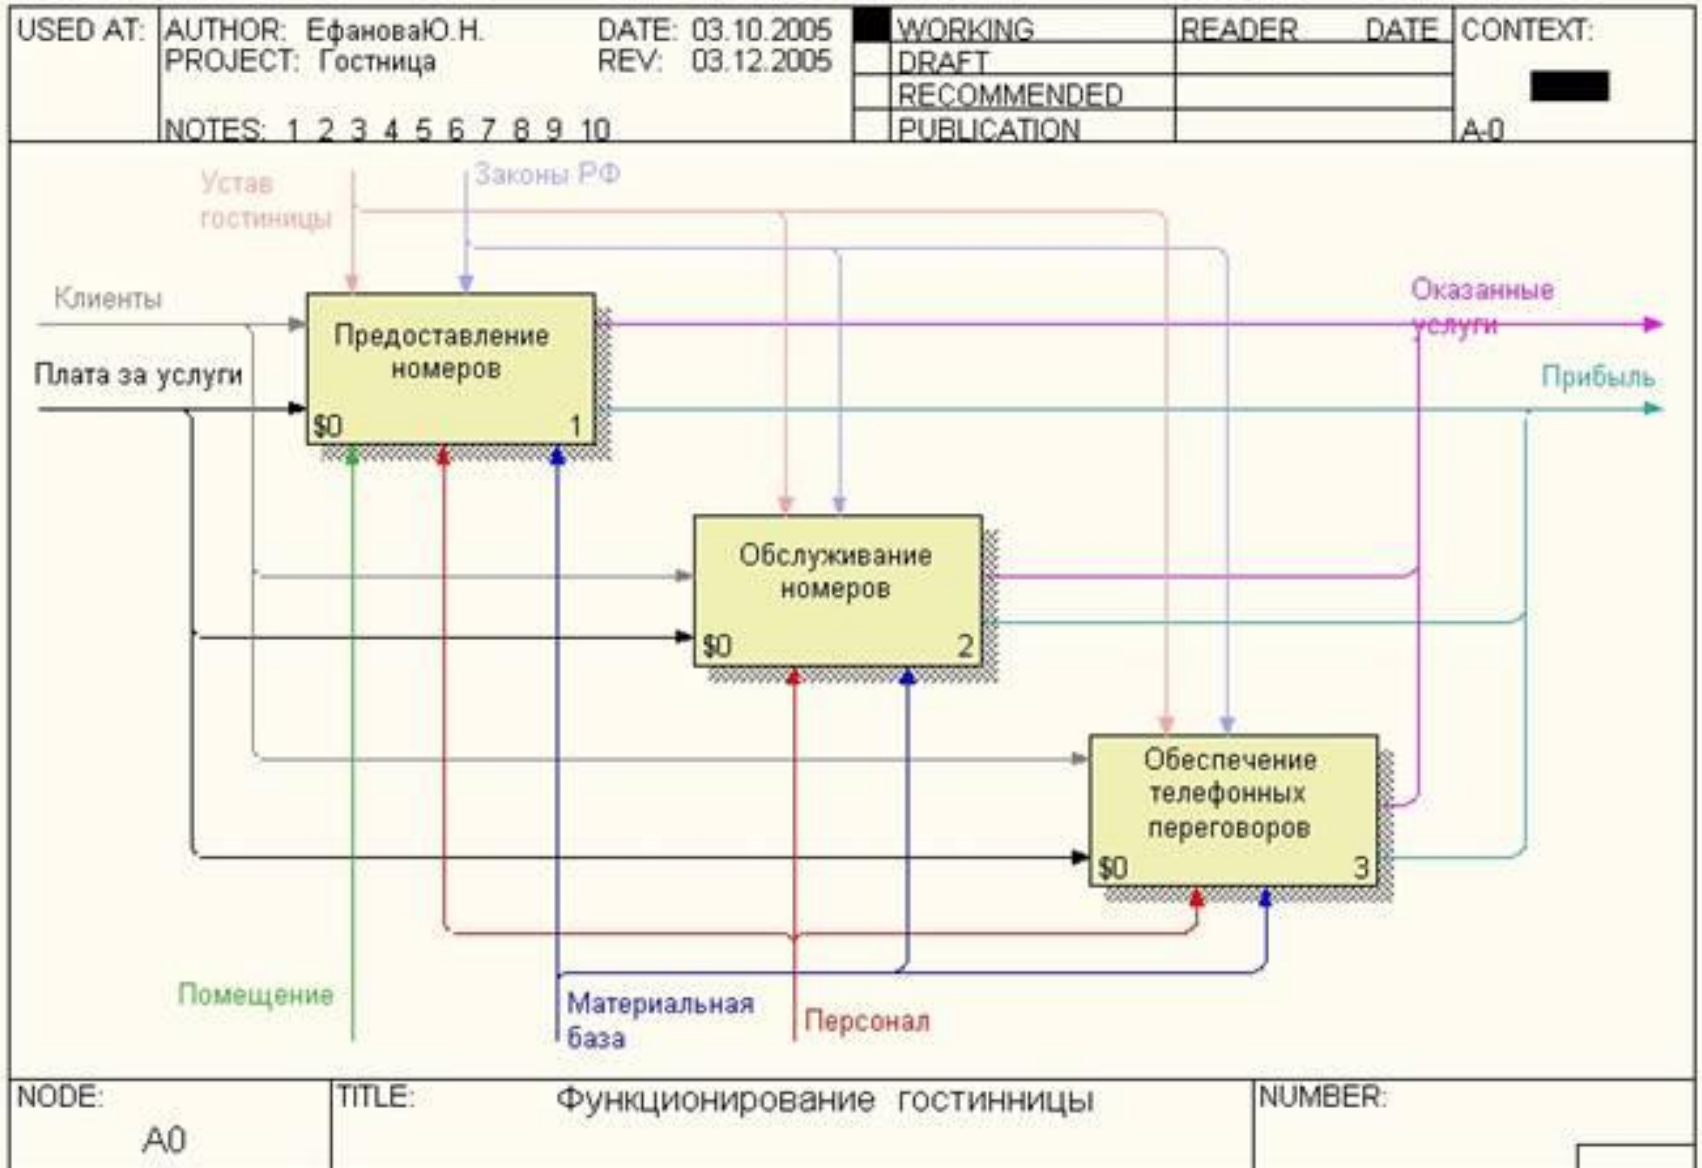 USED AT:
AUTHOR: ЕфановаЮ.Н.
DATE: 03.10.2005
PROJECT: Гостница
REV: 03.12.2005
NOTES: 1 2 3 4 5 6 7 8 9 10
WORKING
DRAFT
RECOMMENDED
PUBLICATION
READER DATE
CONTEXT:
A-0
Устав
гостиницы
Законы РФ
Клиенты
Плата за услуги
Предоставление
номеров
$0 1
Оказанные
услуги
Прибыль
Обслуживание
номеров
$0 2
Обеспечение
телефонных
переговоров
$0 3
Помещение
Материальная
база
Персонал
NODE:
A0
TITLE:
Функционирование гостинницы
NUMBER: